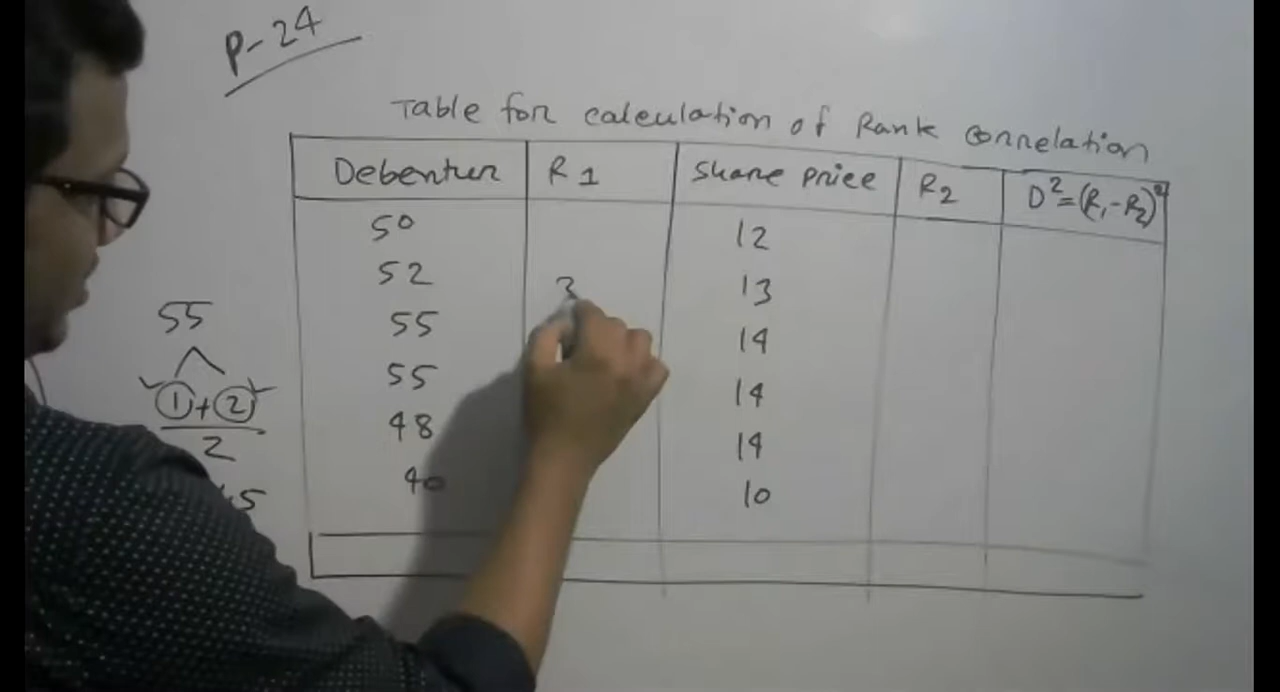 P-24
Table for calculation of Rank Correlation
Debenture R1 Share Price R2 D²=(R₁-R₂)²
50 12
52 3 13
55 14
55 14
48 14
40 10
55
1+2
2